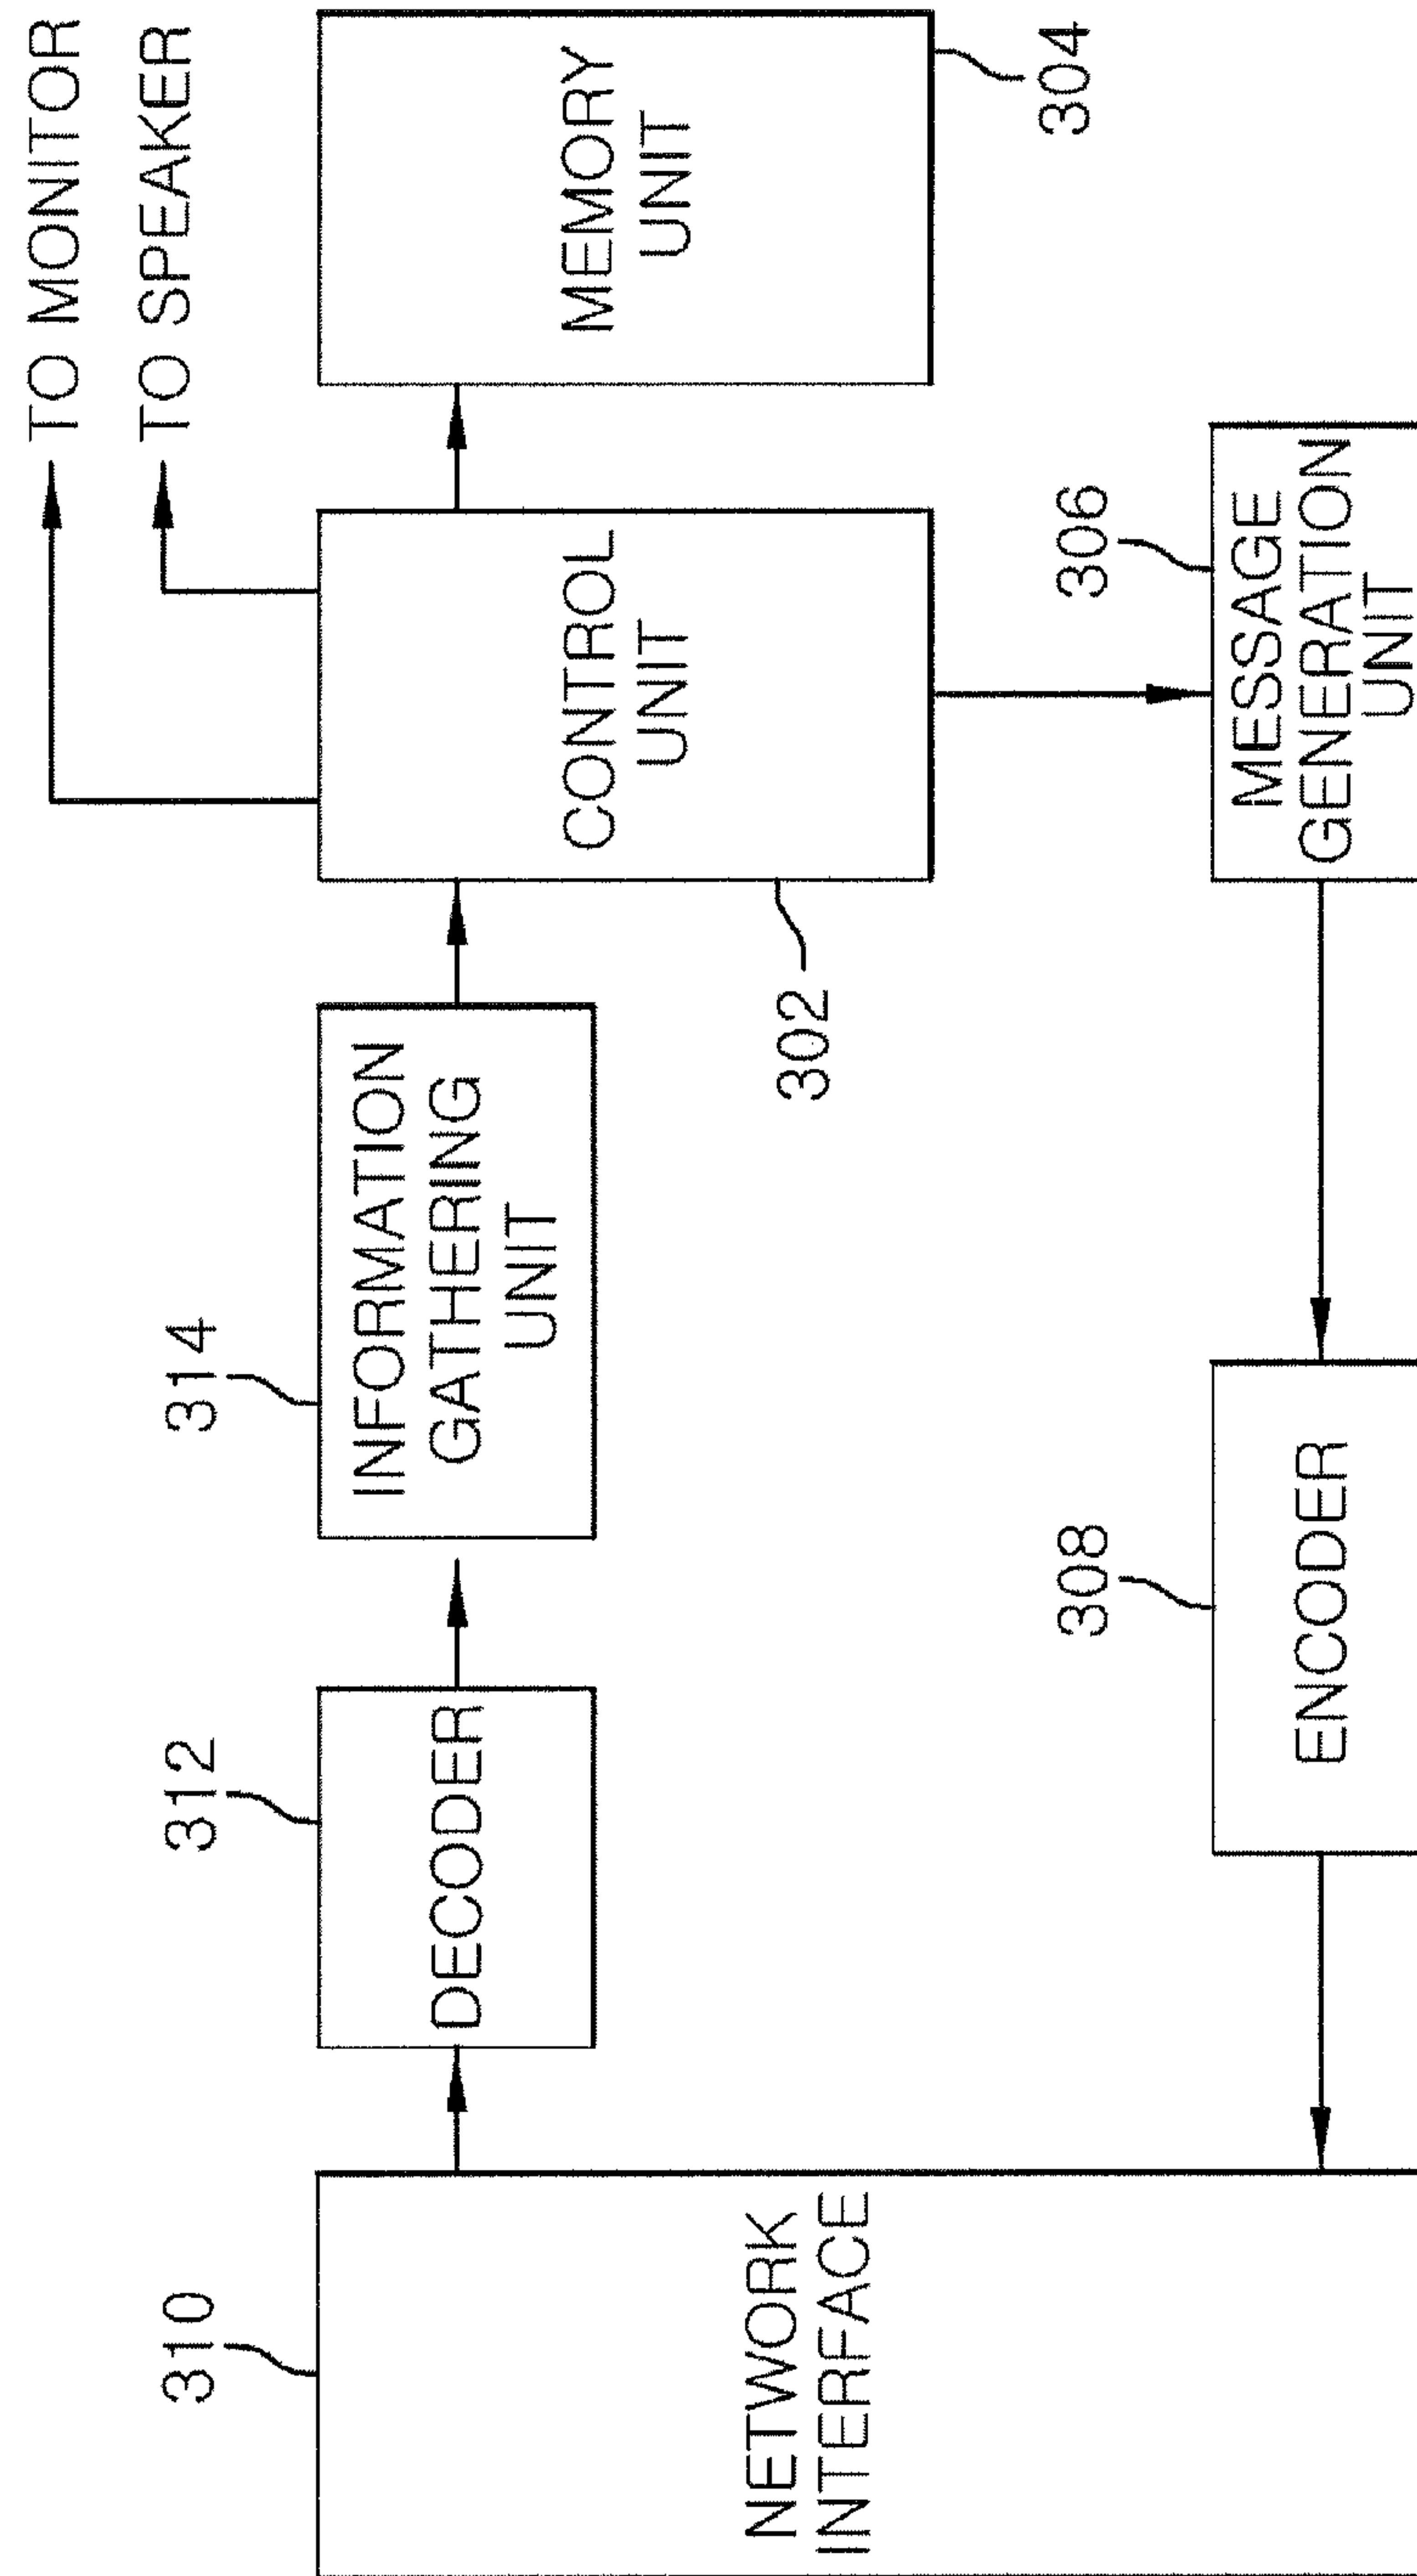 310
NETWORK
INTERFACE
312
DECODER
314
INFORMATION
GATHERING
UNIT
302
CONTROL
UNIT
TO MONITOR
TO SPEAKER
MEMORY
UNIT
304
308
ENCODER
306
MESSAGE
GENERATION
UNIT